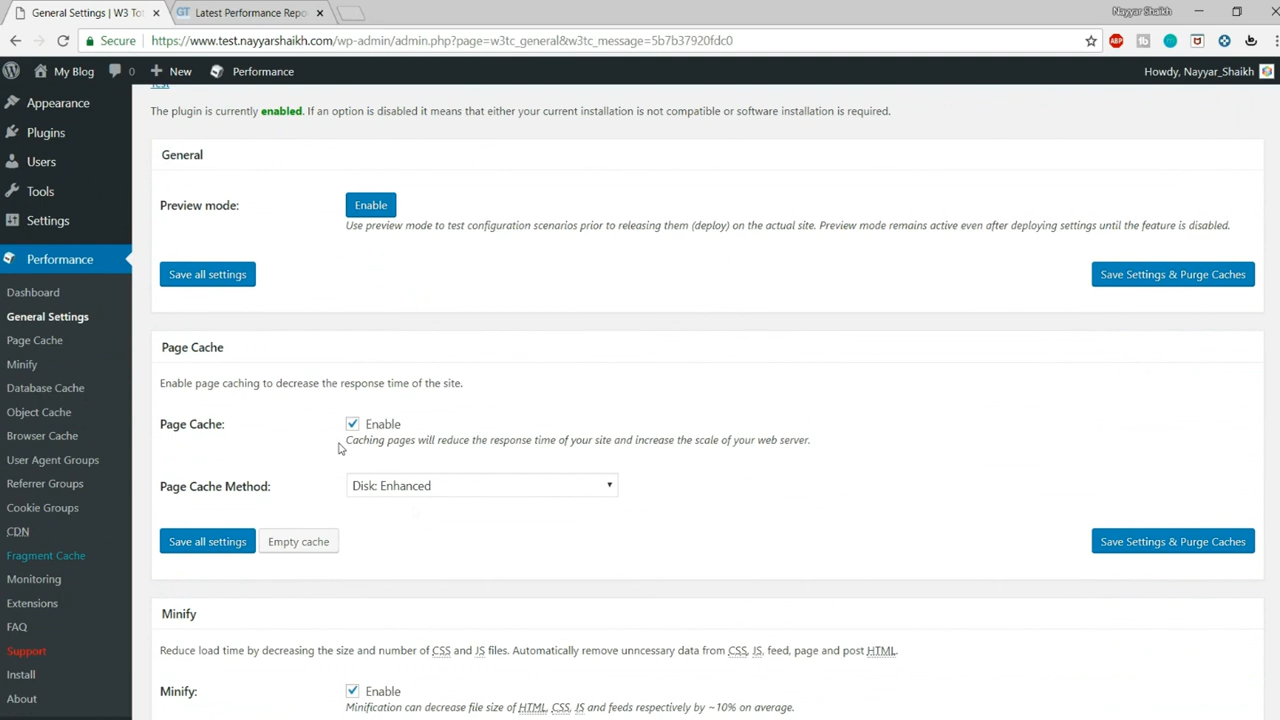 General Settings | W3 To
GT Latest Performance Repo
Nayyar Shaikh
Secure https://www.test.nayyarshaikh.com/wp-admin/admin.php?page=w3tc_general&w3tc_message=5b7b37920fdc0
ABP
My Blog 0 New Performance
Howdy, Nayyar_Shaikh
Appearance
Plugins
Users
Tools
Settings
Performance
Dashboard
General Settings
Page Cache
Minify
Database Cache
Object Cache
Browser Cache
User Agent Groups
Referrer Groups
Cookie Groups
CDN
Fragment Cache
Monitoring
Extensions
FAQ
Support
Install
About
test
The plugin is currently enabled. If an option is disabled it means that either your current installation is not compatible or software installation is required.
General
Preview mode: Enable
Use preview mode to test configuration scenarios prior to releasing them (deploy) on the actual site. Preview mode remains active even after deploying settings until the feature is disabled.
Save all settings Save Settings & Purge Caches
Page Cache
Enable page caching to decrease the response time of the site.
Page Cache: Enable
Caching pages will reduce the response time of your site and increase the scale of your web server.
Page Cache Method: Disk: Enhanced
Save all settings Empty cache Save Settings & Purge Caches
Minify
Reduce load time by decreasing the size and number of CSS and JS files. Automatically remove unncessary data from CSS, JS, feed, page and post HTML.
Minify: Enable
Minification can decrease file size of HTML, CSS, JS and feeds respectively by ~10% on average.